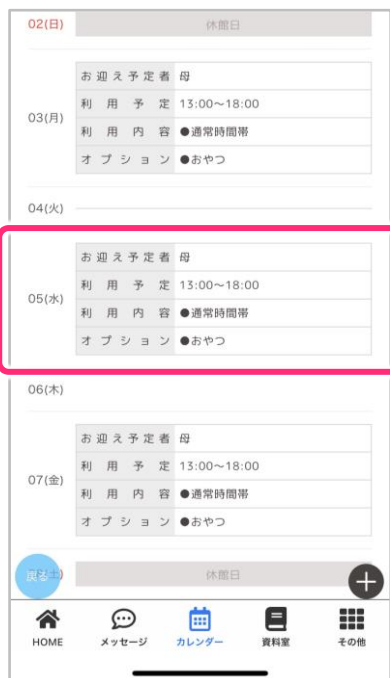 02(日) 休館日
お迎え予定者 母
利用予定 13:00〜18:00
03(月)
利用内容 ●通常時間帯
オプション ●おやつ
04(火)
お迎え予定者 母
利用予定 13:00〜18:00
05(水)
利用内容 ●通常時間帯
オプション ●おやつ
06(木)
お迎え予定者 母
利用予定 13:00〜18:00
07(金)
利用内容 ●通常時間帯
オプション ●おやつ
戻る 土) 休館日
HOME メッセージ カレンダー 資料室 その他